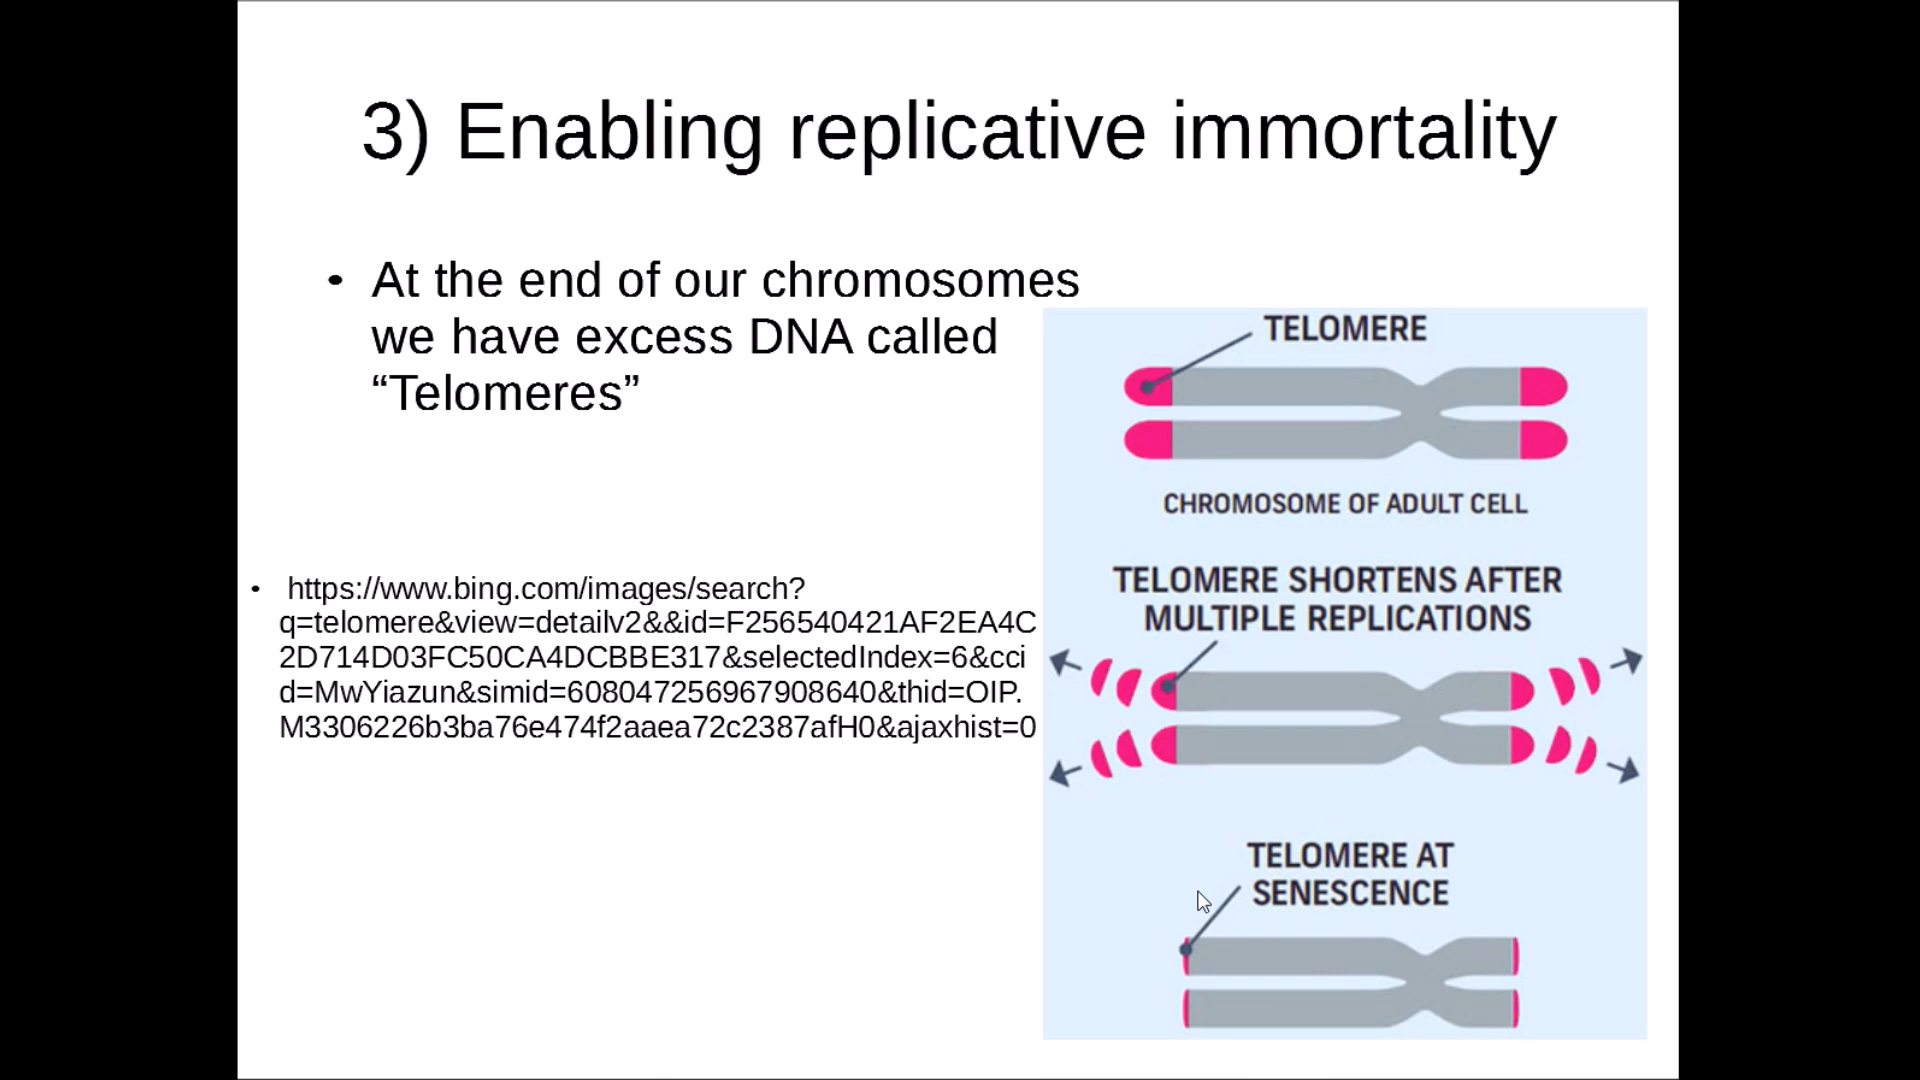 3) Enabling replicative immortality
• At the end of our chromosomes
we have excess DNA called
“Telomeres”
• https://www.bing.com/images/search?
q=telomere&view=detailv2&&id=F256540421AF2EA4C
2D714D03FC50CA4DCBBE317&selectedIndex=6&cci
d=MwYiazun&simid=608047256967908640&thid=OIP.
M3306226b3ba76e474f2aaea72c2387afH0&ajaxhist=0
TELOMERE
CHROMOSOME OF ADULT CELL
TELOMERE SHORTENS AFTER
MULTIPLE REPLICATIONS
TELOMERE AT
SENESCENCE